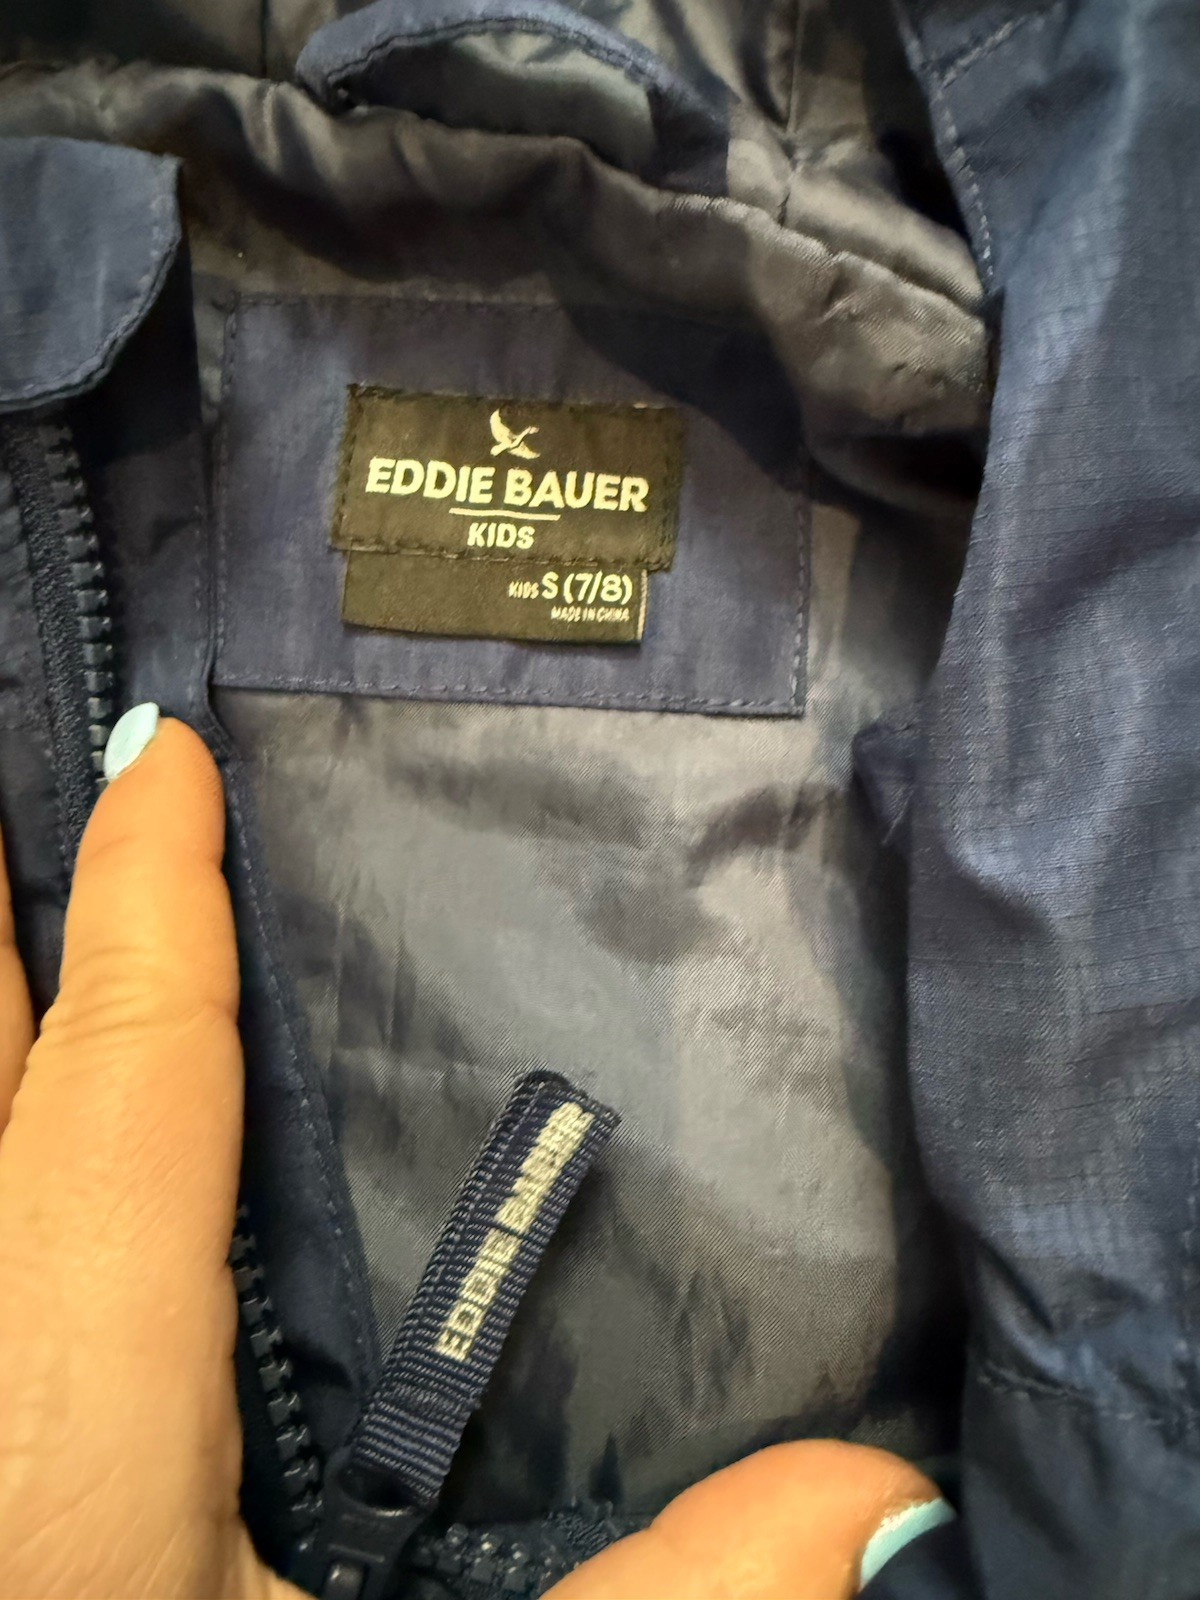 EDDIE BAUER
KIDS
KIDS S (7/8)
MADE IN CHINA
EDDIE BAUER